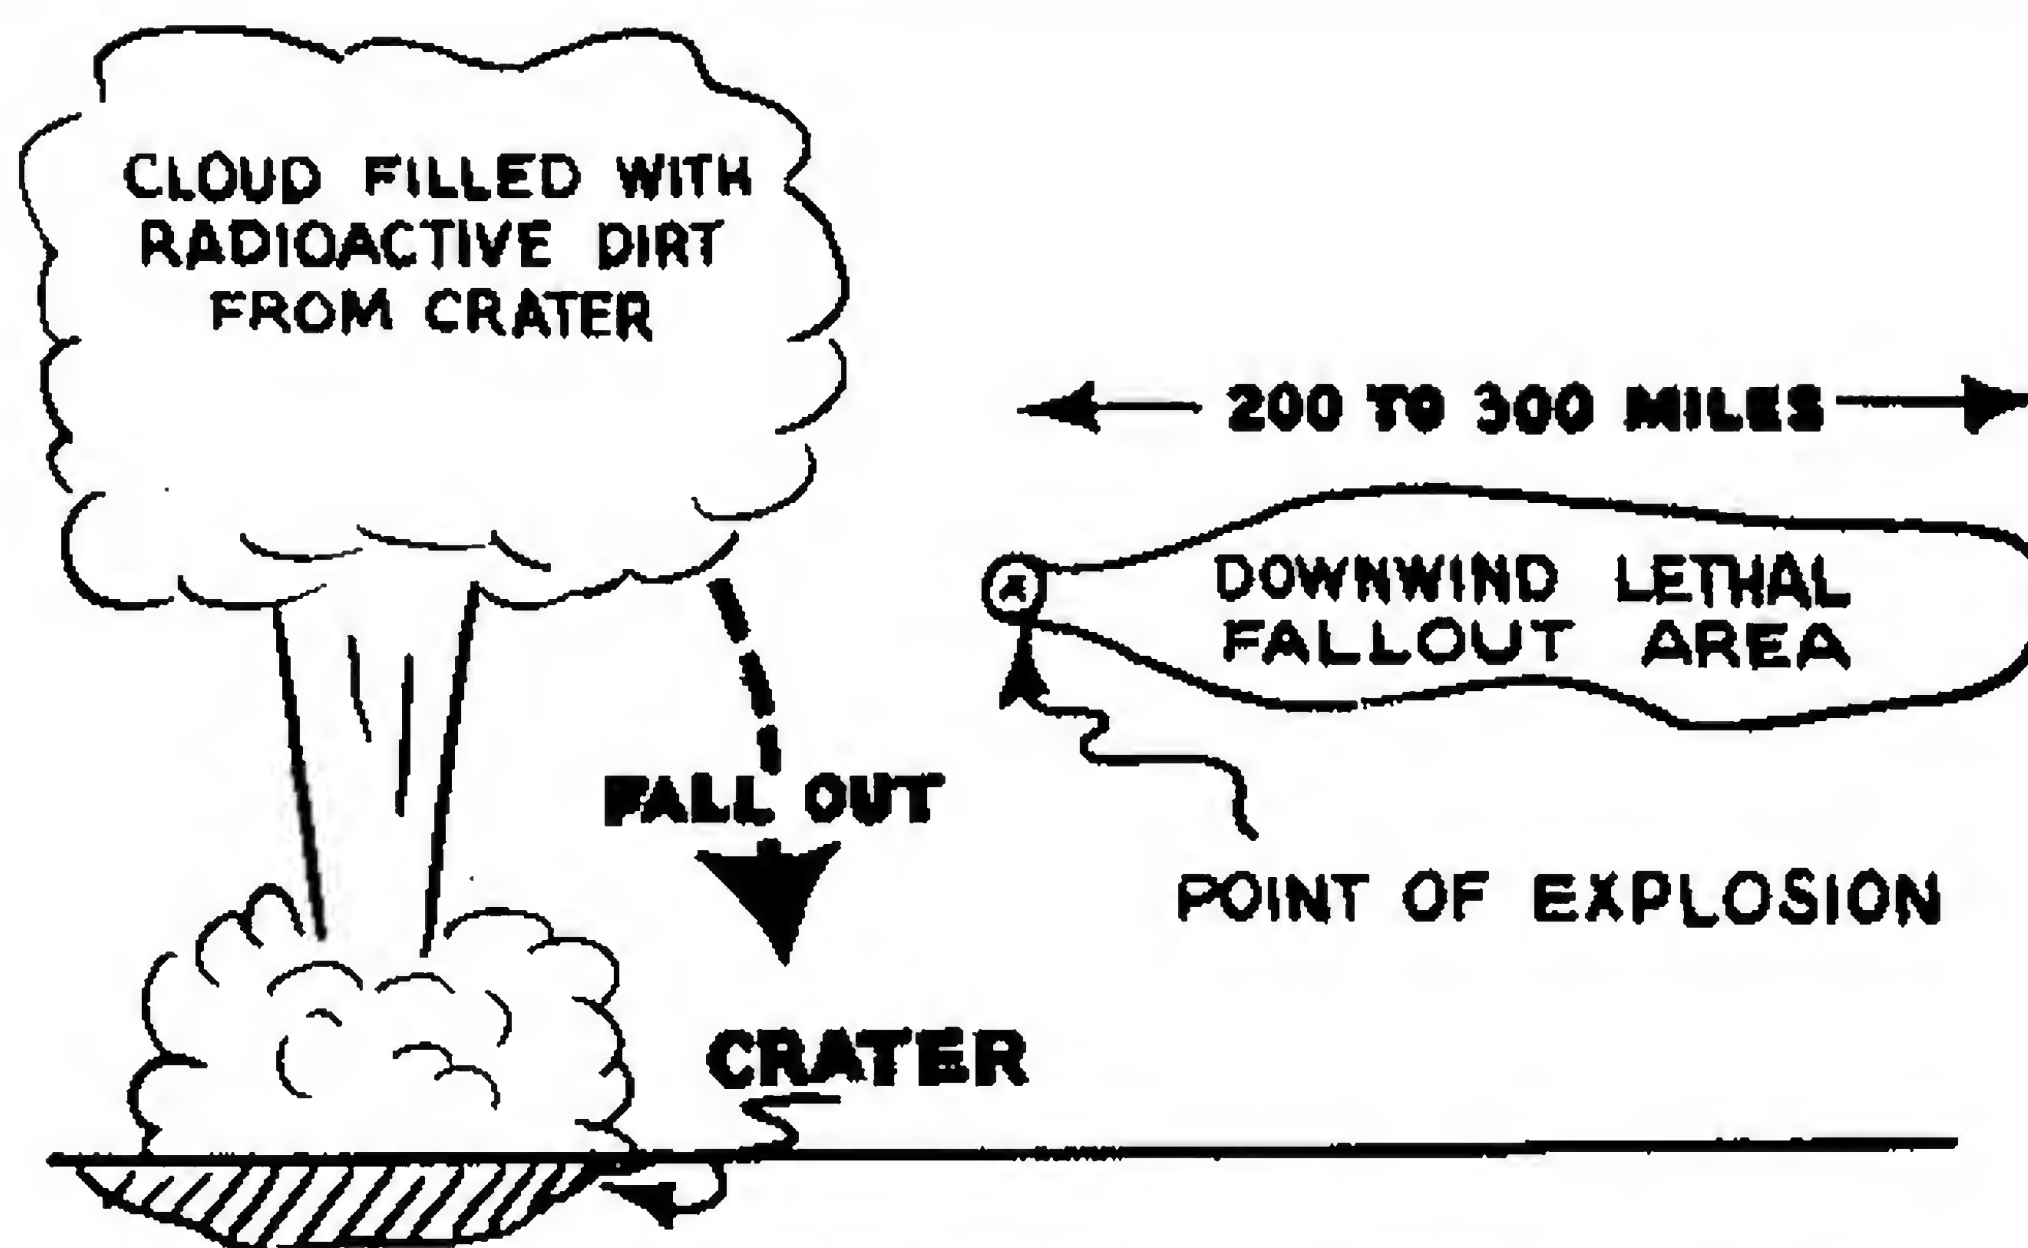 CLOUD FILLED WITH
RADIOACTIVE DIRT
FROM CRATER
200 TO 300 MILES
DOWNWIND LETHAL
FALLOUT AREA
FALL OUT
POINT OF EXPLOSION
CRATER